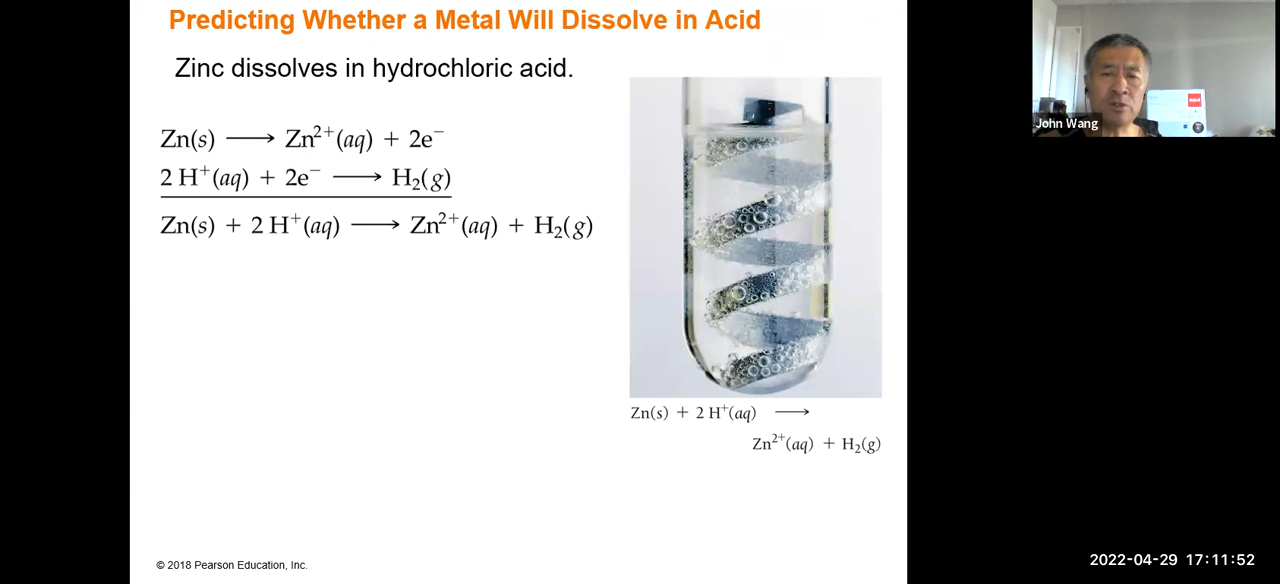 Predicting Whether a Metal Will Dissolve in Acid
Zinc dissolves in hydrochloric acid.
Zn(s) ⟶ Zn²⁺(aq) + 2e⁻
2 H⁺(aq) + 2e⁻ ⟶ H₂(g)
Zn(s) + 2 H⁺(aq) ⟶ Zn²⁺(aq) + H₂(g)
Zn(s) + 2 H⁺(aq) ⟶
Zn²⁺(aq) + H₂(g)
© 2018 Pearson Education, Inc.
John Wang
2022-04-29 17:11:52